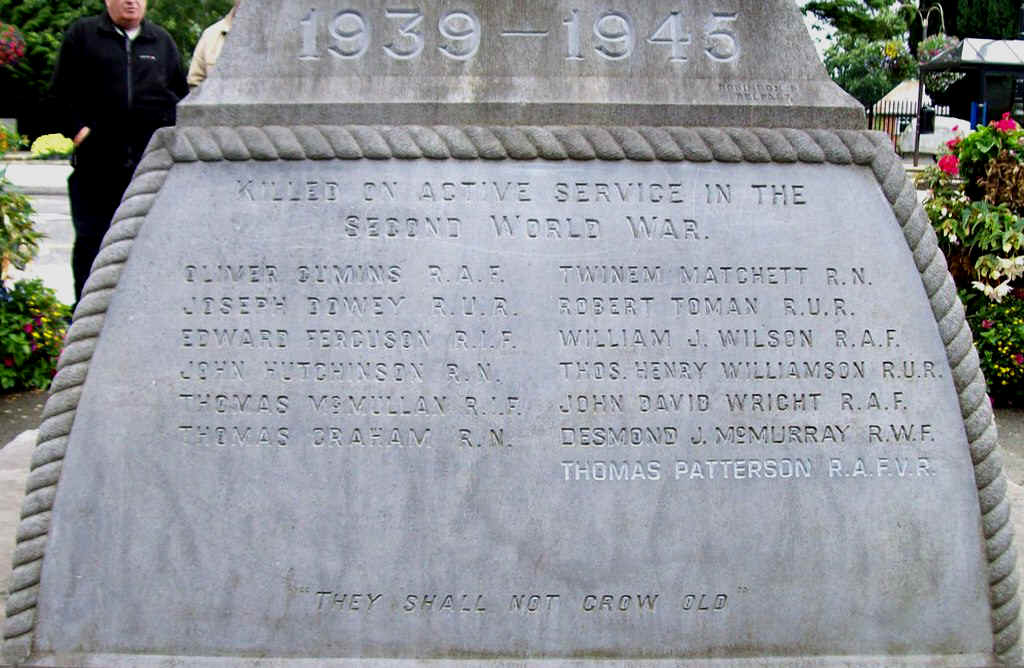 1939-1945
ROBINSON &
BELFAST
KILLED ON ACTIVE SERVICE IN THE
SECOND WORLD WAR.
OLIVER CUMINS R.A.F. TWINEM MATCHETT R.N.
JOSEPH DOWEY R.U.R. ROBERT TOMAN R.U.R.
EDWARD FERGUSON R.I.F. WILLIAM J. WILSON R.A.F.
JOHN HUTCHINSON R.N. THOS. HENRY WILLIAMSON R.U.R.
THOMAS McMULLAN R.I.F. JOHN DAVID WRIGHT R.A.F.
THOMAS GRAHAM R.N. DESMOND J. McMURRAY R.W.F.
THOMAS PATTERSON R.A.F.V.R.
"THEY SHALL NOT GROW OLD"